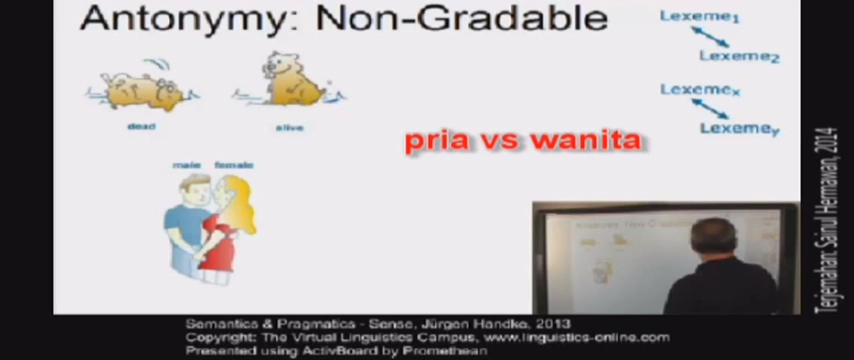 Antonymy: Non-Gradable
Lexeme1
Lexeme2
Lexemex
Lexemey
dead
alive
pria vs wanita
male female
Terjemahan: Sainul Hermawan, 2014
Semantics & Pragmatics - Sense, Jürgen Handke, 2013
Copyright: The Virtual Linguistics Campus, www.linguistics-online.com
Presented using ActivBoard by Promethean